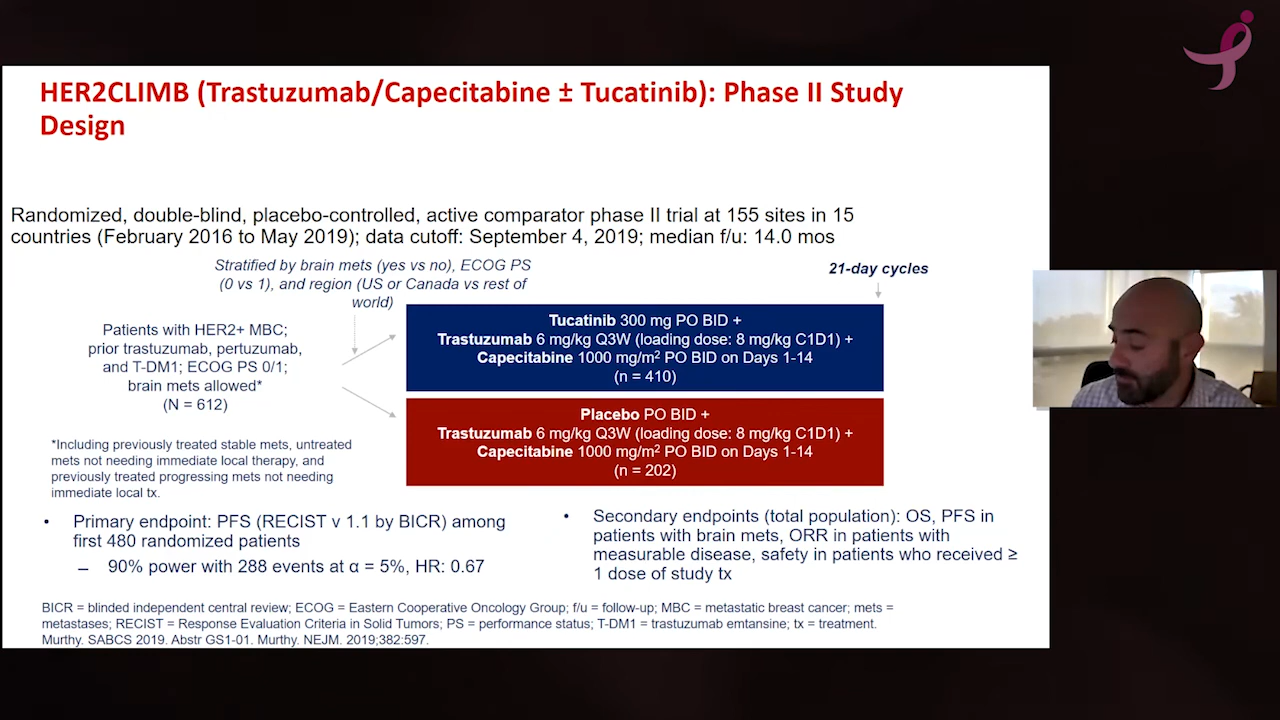 HER2CLIMB (Trastuzumab/Capecitabine ± Tucatinib): Phase II Study
Design
Randomized, double-blind, placebo-controlled, active comparator phase II trial at 155 sites in 15
countries (February 2016 to May 2019); data cutoff: September 4, 2019; median f/u: 14.0 mos
Stratified by brain mets (yes vs no), ECOG PS
(0 vs 1), and region (US or Canada vs rest of
world)
21-day cycles
Patients with HER2+ MBC;
prior trastuzumab, pertuzumab,
and T-DM1; ECOG PS 0/1;
brain mets allowed*
(N = 612)
Tucatinib 300 mg PO BID +
Trastuzumab 6 mg/kg Q3W (loading dose: 8 mg/kg C1D1) +
Capecitabine 1000 mg/m² PO BID on Days 1-14
(n = 410)
Placebo PO BID +
Trastuzumab 6 mg/kg Q3W (loading dose: 8 mg/kg C1D1) +
Capecitabine 1000 mg/m² PO BID on Days 1-14
(n = 202)
*Including previously treated stable mets, untreated
mets not needing immediate local therapy, and
previously treated progressing mets not needing
immediate local tx.
• Primary endpoint: PFS (RECIST v 1.1 by BICR) among
first 480 randomized patients
– 90% power with 288 events at α = 5%, HR: 0.67
• Secondary endpoints (total population): OS, PFS in
patients with brain mets, ORR in patients with
measurable disease, safety in patients who received ≥
1 dose of study tx
BICR = blinded independent central review; ECOG = Eastern Cooperative Oncology Group; f/u = follow-up; MBC = metastatic breast cancer; mets =
metastases; RECIST = Response Evaluation Criteria in Solid Tumors; PS = performance status; T-DM1 = trastuzumab emtansine; tx = treatment.
Murthy. SABCS 2019. Abstr GS1-01. Murthy. NEJM. 2019;382:597.